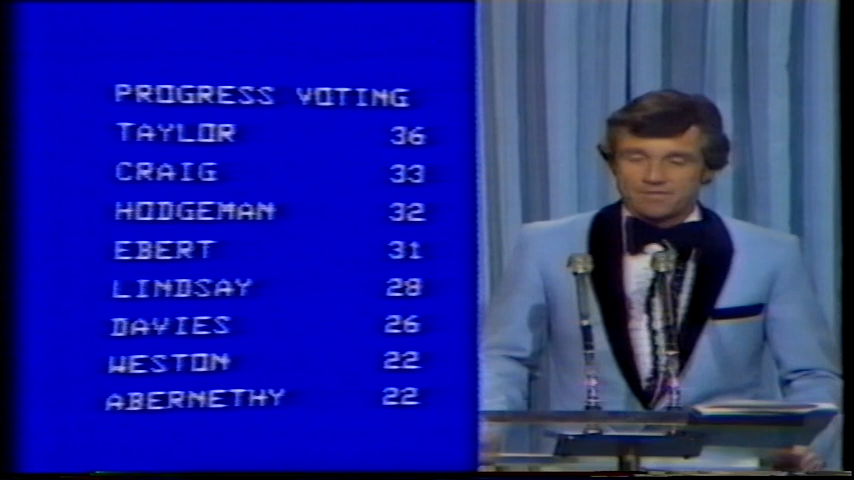 PROGRESS VOTING
TAYLOR 36
CRAIG 33
HODGEMAN 32
EBERT 31
LINDSAY 28
DAVIES 26
WESTON 22
ABERNETHY 22